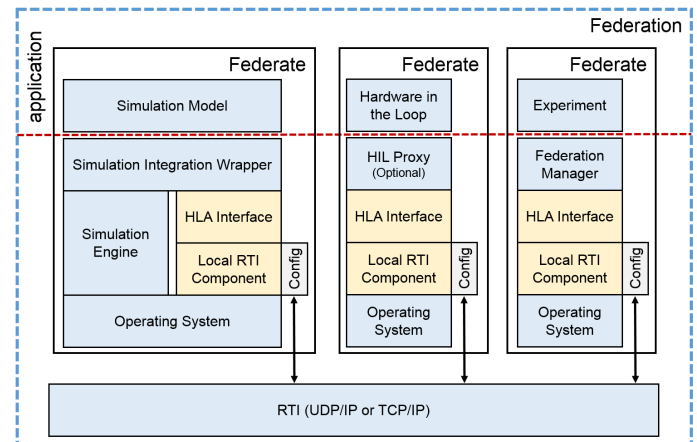 Federation
application
Federate
Simulation Model
Simulation Integration Wrapper
Simulation
Engine
HLA Interface
Local RTI
Component
Config
Operating System
Federate
Hardware in
the Loop
HIL Proxy
(Optional)
HLA Interface
Local RTI
Component
Config
Operating
System
Federate
Experiment
Federation
Manager
HLA Interface
Local RTI
Component
Config
Operating
System
RTI (UDP/IP or TCP/IP)